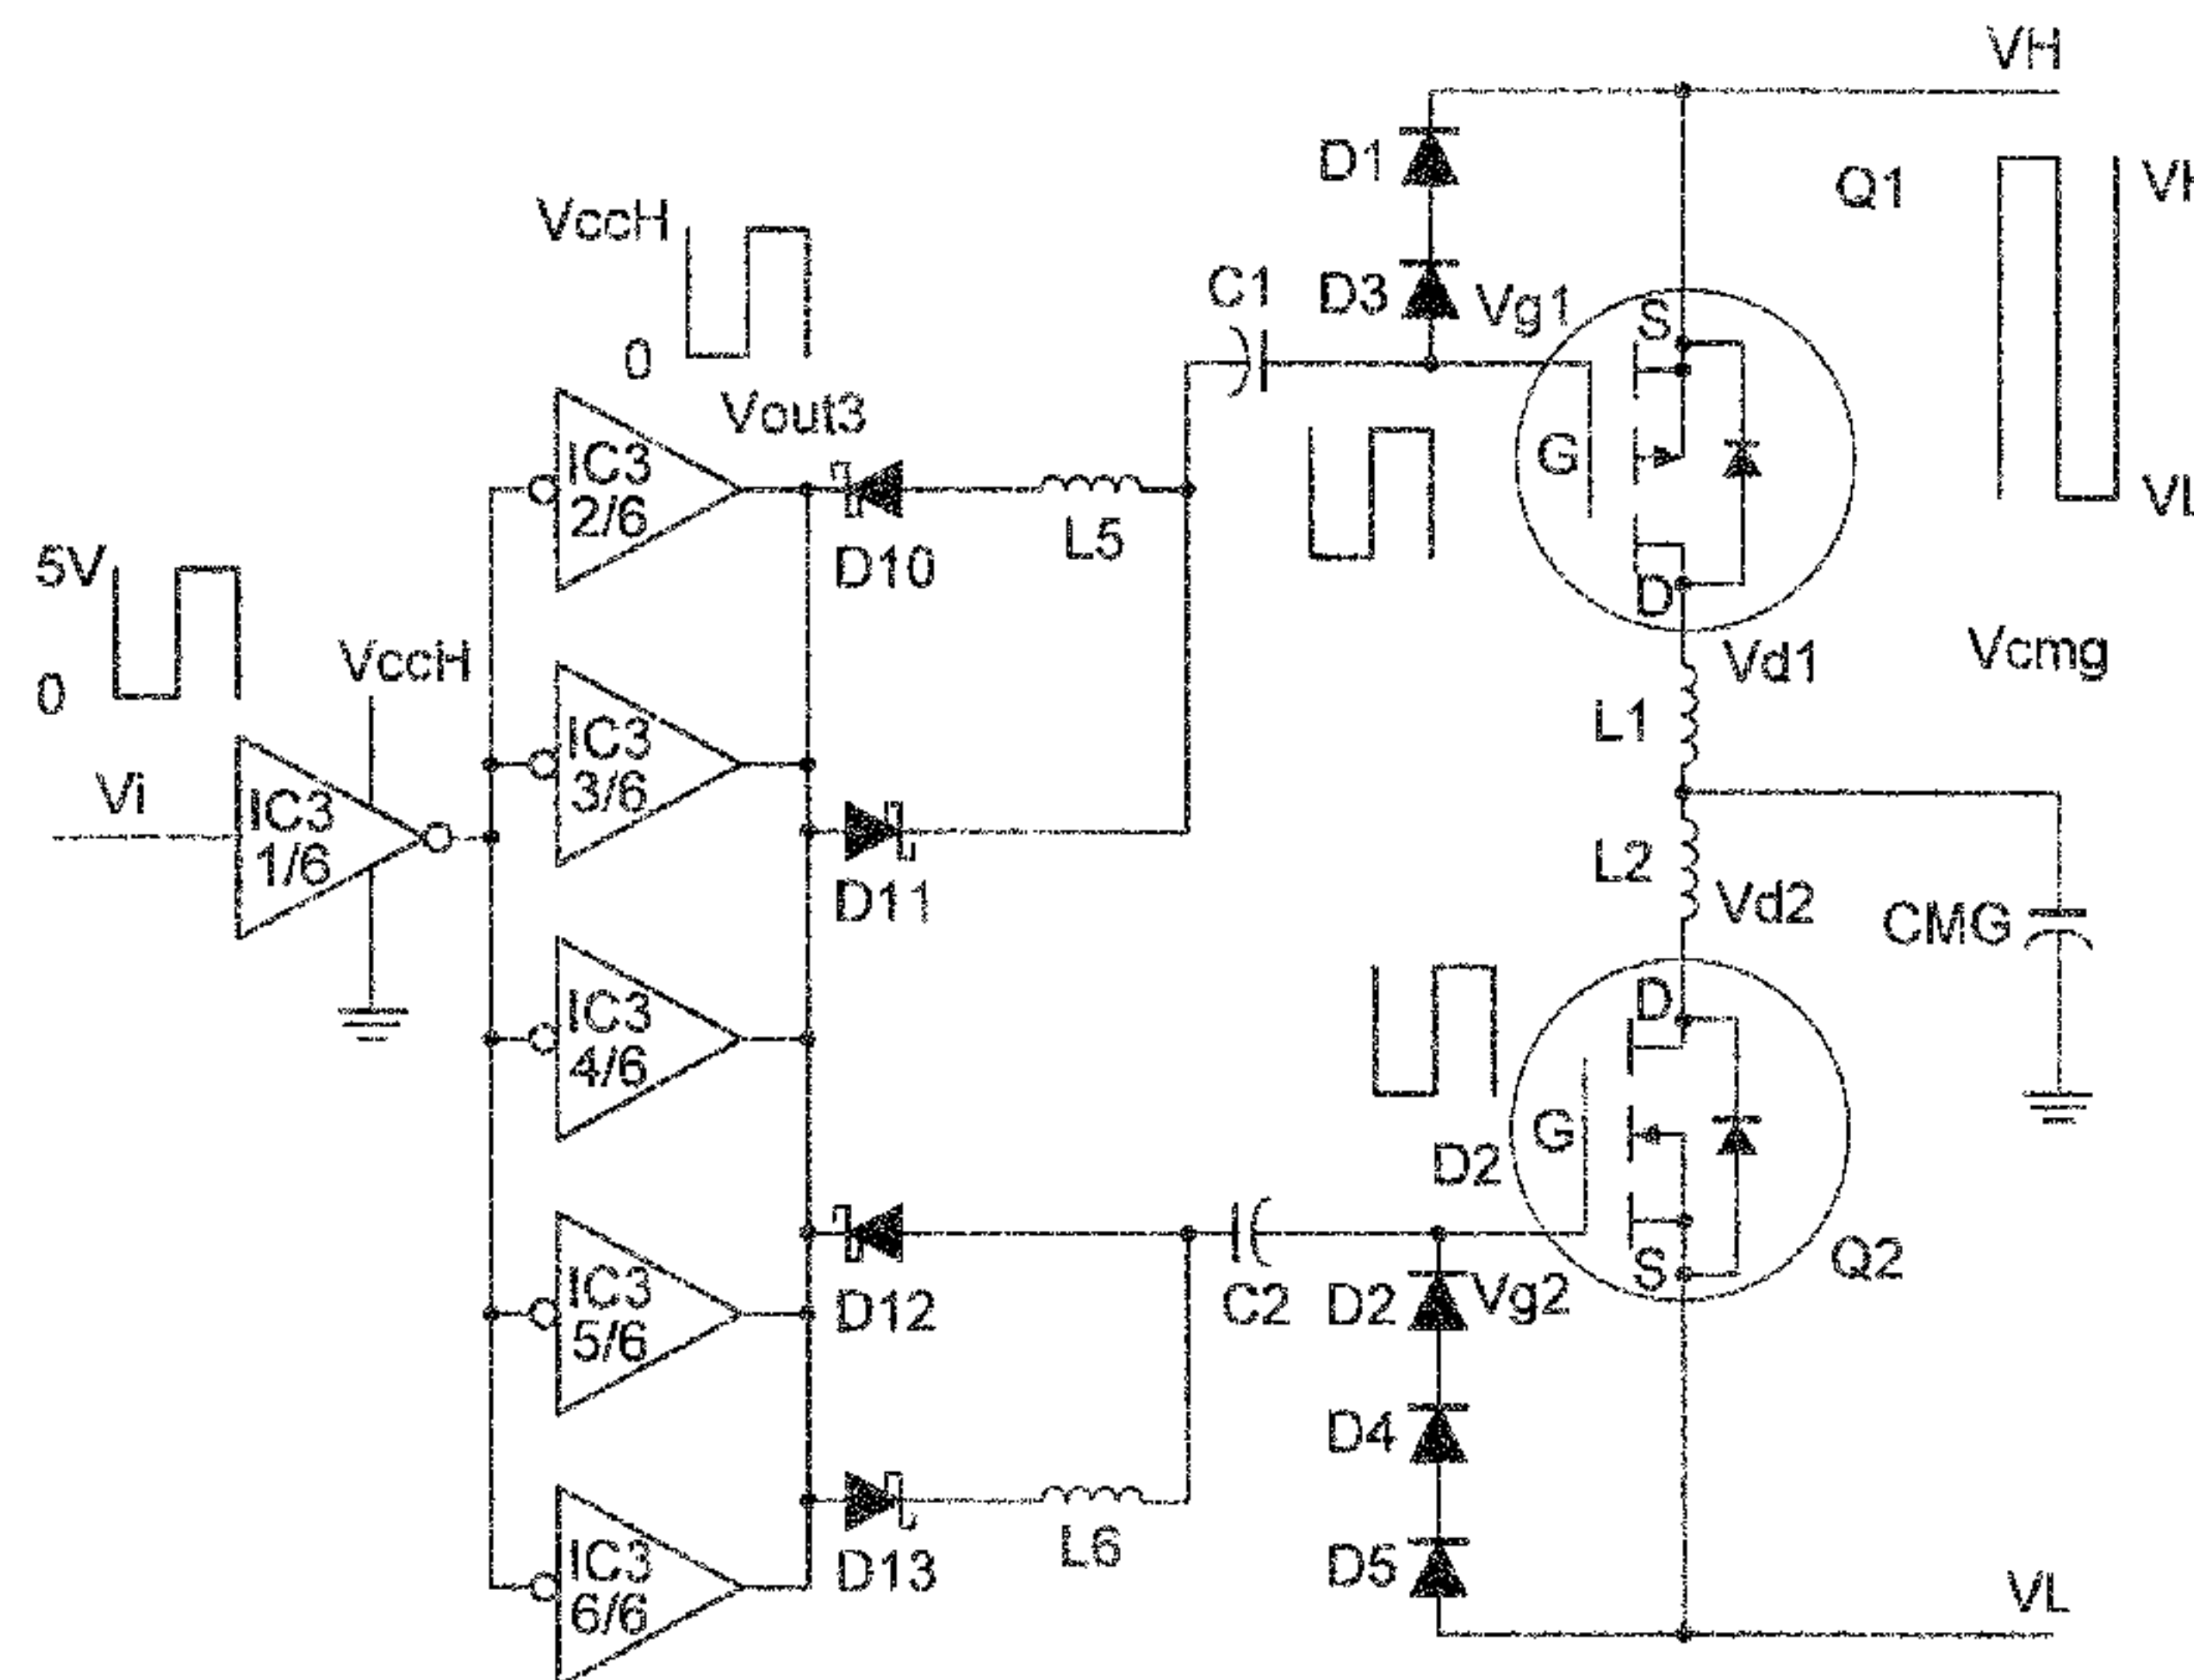 VH
D1
Q1
VccH
C1
D3
Vg1
S
0
Vout3
IC3
2/6
G
D10
L5
5V
D
0
VccH
Vd1
Vcmg
IC3
3/6
L1
Vi
IC3
1/6
D11
L2
Vd2
CMG
IC3
4/6
D
G
D2
S
Q2
D12
C2
D2
Vg2
IC3
5/6
D4
IC3
6/6
D13
L6
D5
VL